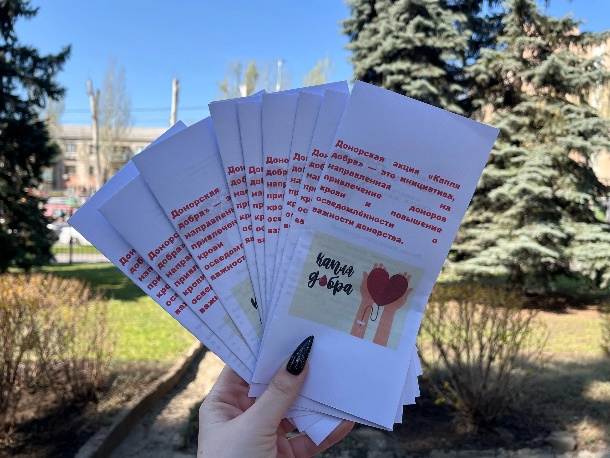 Донорская акция «Капля
добра» — это инициатива,
направленная на
привлечение доноров
крови и повышение
осведомлённости о
важности донорства.
капля
добра